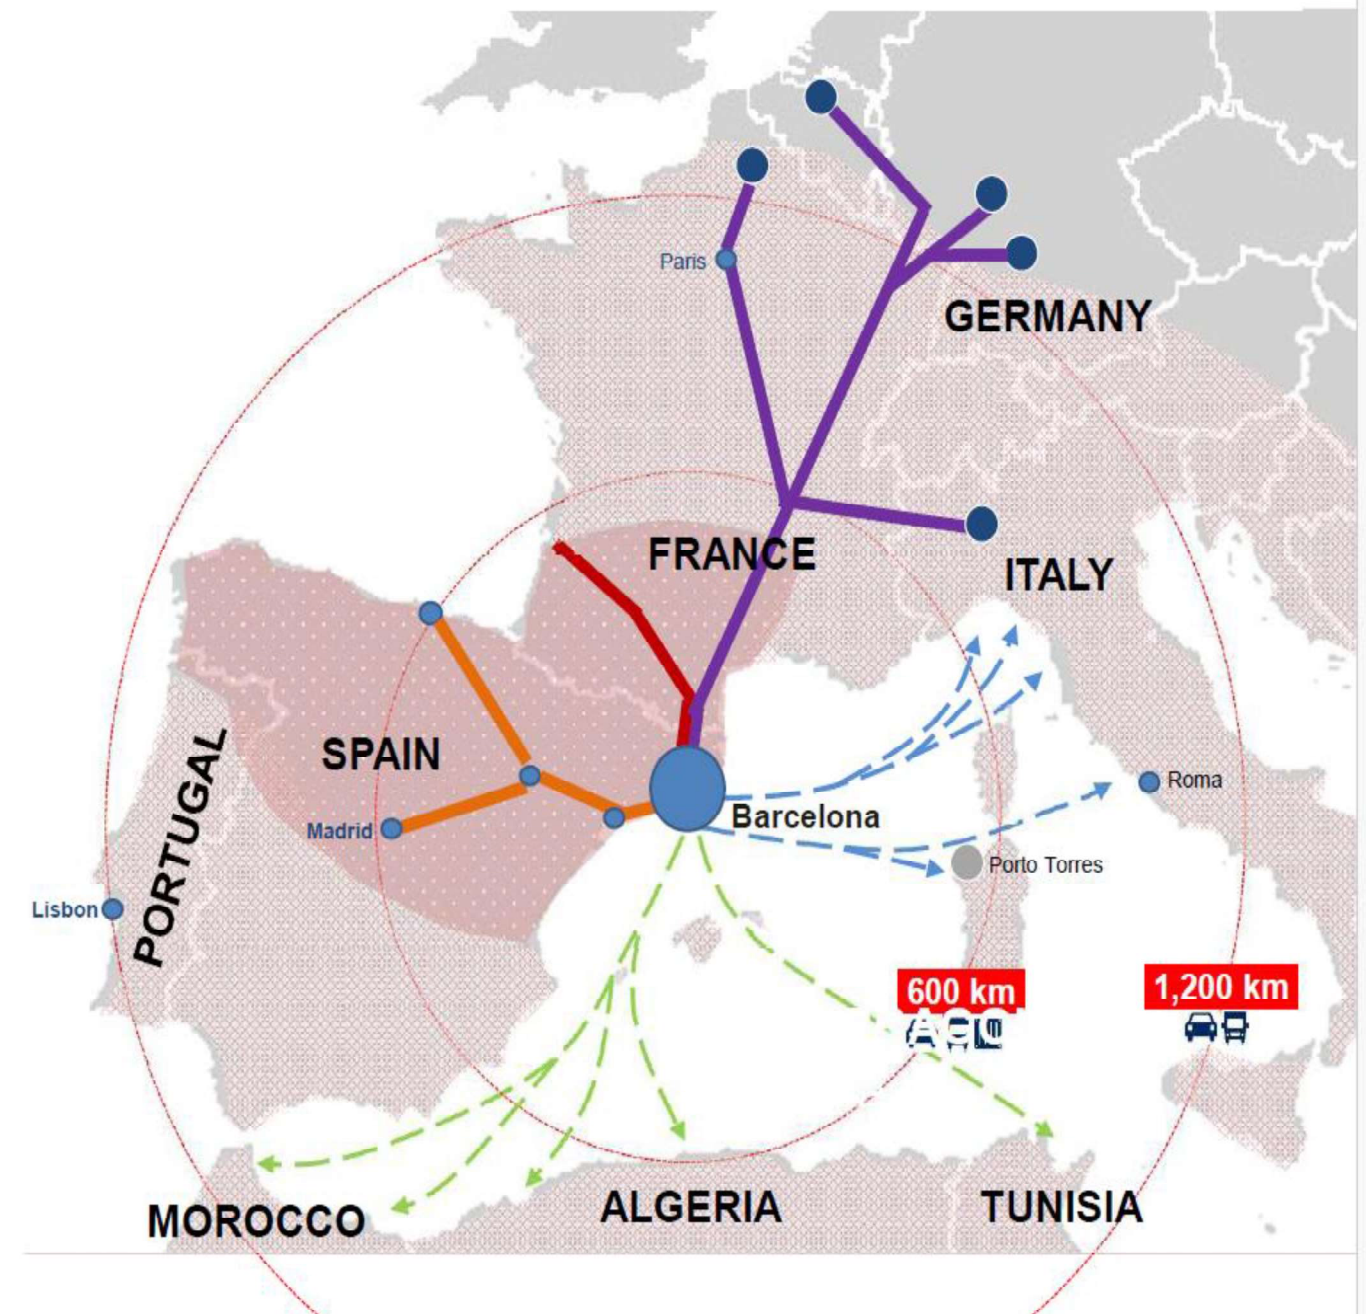 Paris
GERMANY
FRANCE
ITALY
SPAIN
PORTUGAL
Roma
Barcelona
Madrid
Porto Torres
Lisbon
600 km
1,200 km
MOROCCO
ALGERIA
TUNISIA